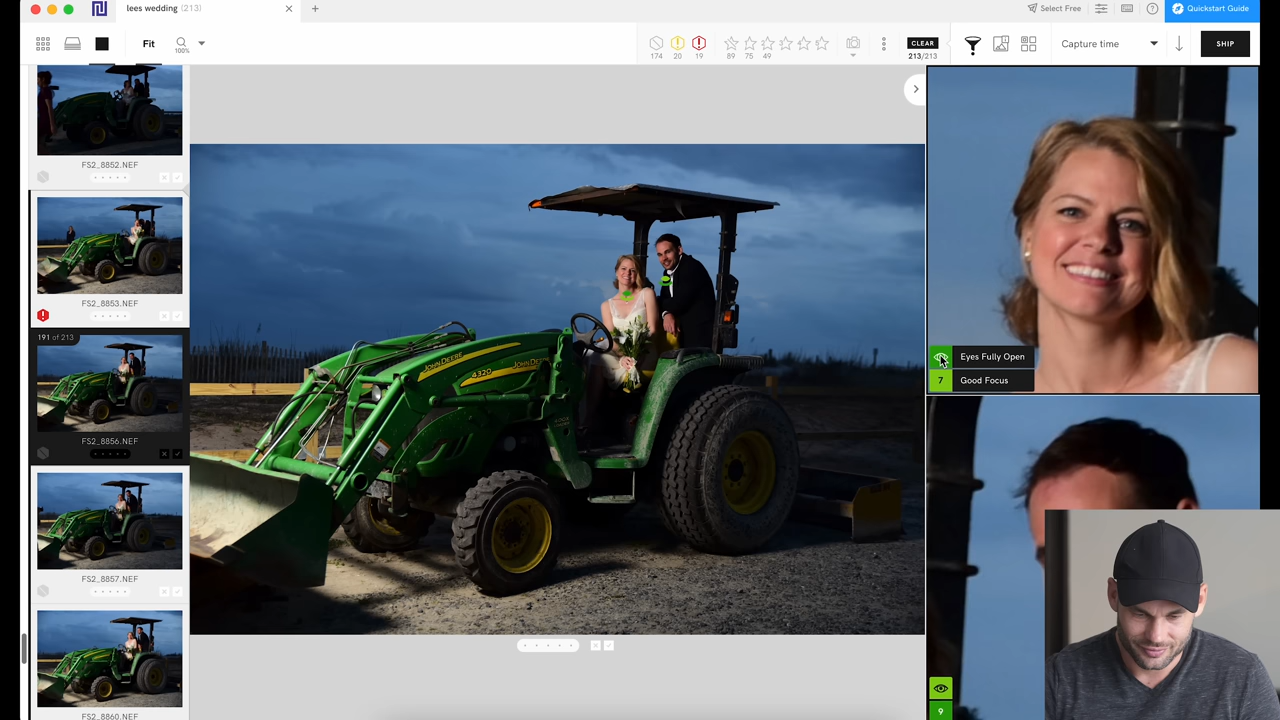 lees wedding (213)
Select Free
Quickstart Guide
Fit
100%
174 20 19 89 75 49
CLEAR
213/213
Capture time
SHIP
FS2_8852.NEF
FS2_8853.NEF
191 of 213
FS2_8856.NEF
FS2_8857.NEF
FS2_8860.NEF
JOHN DEERE
4320
JOHN DEERE
Eyes Fully Open
7 Good Focus
9